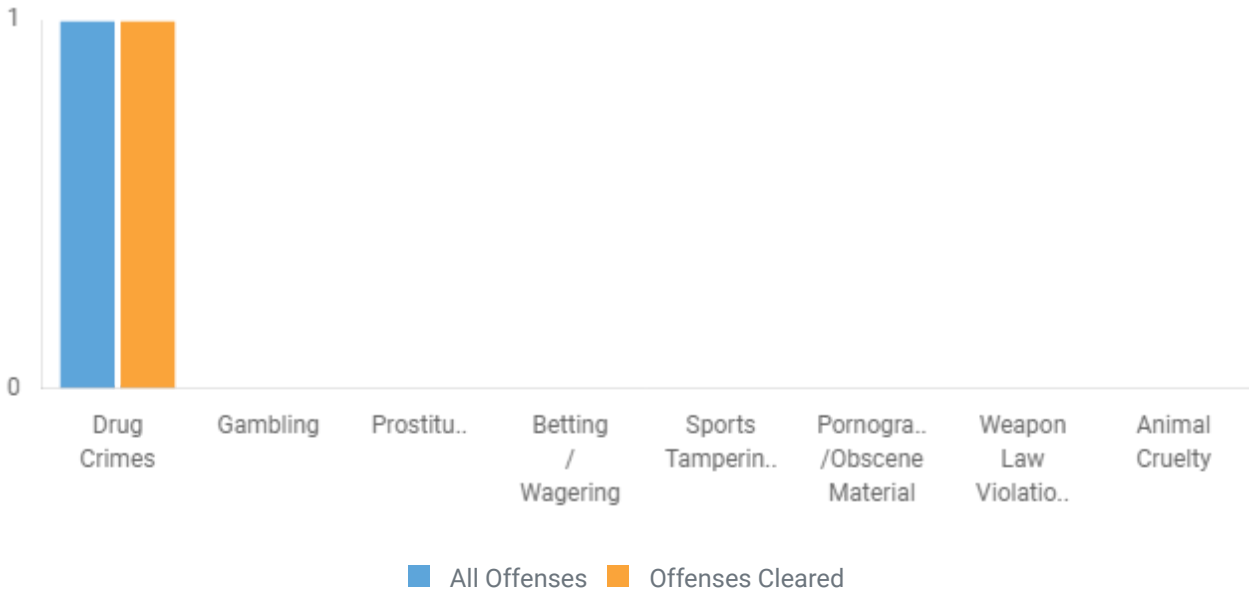 1
0
Drug
Crimes
Gambling
Prostitu..
Betting
/
Wagering
Sports
Tamperin..
Pornogra..
/Obscene
Material
Weapon
Law
Violatio..
Animal
Cruelty
All Offenses
Offenses Cleared